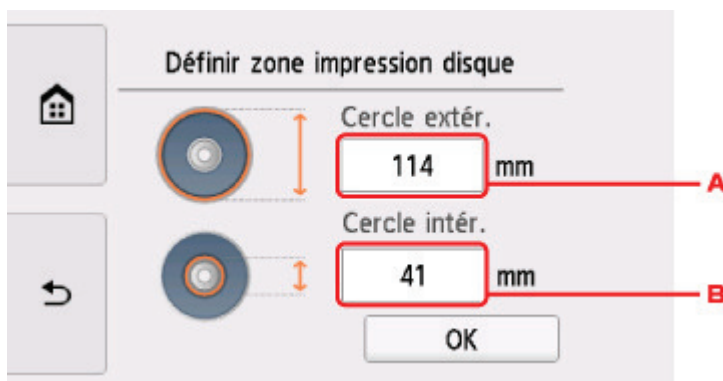 Définir zone impression disque
Cercle extér.
114 mm
A
Cercle intér.
41 mm
B
OK